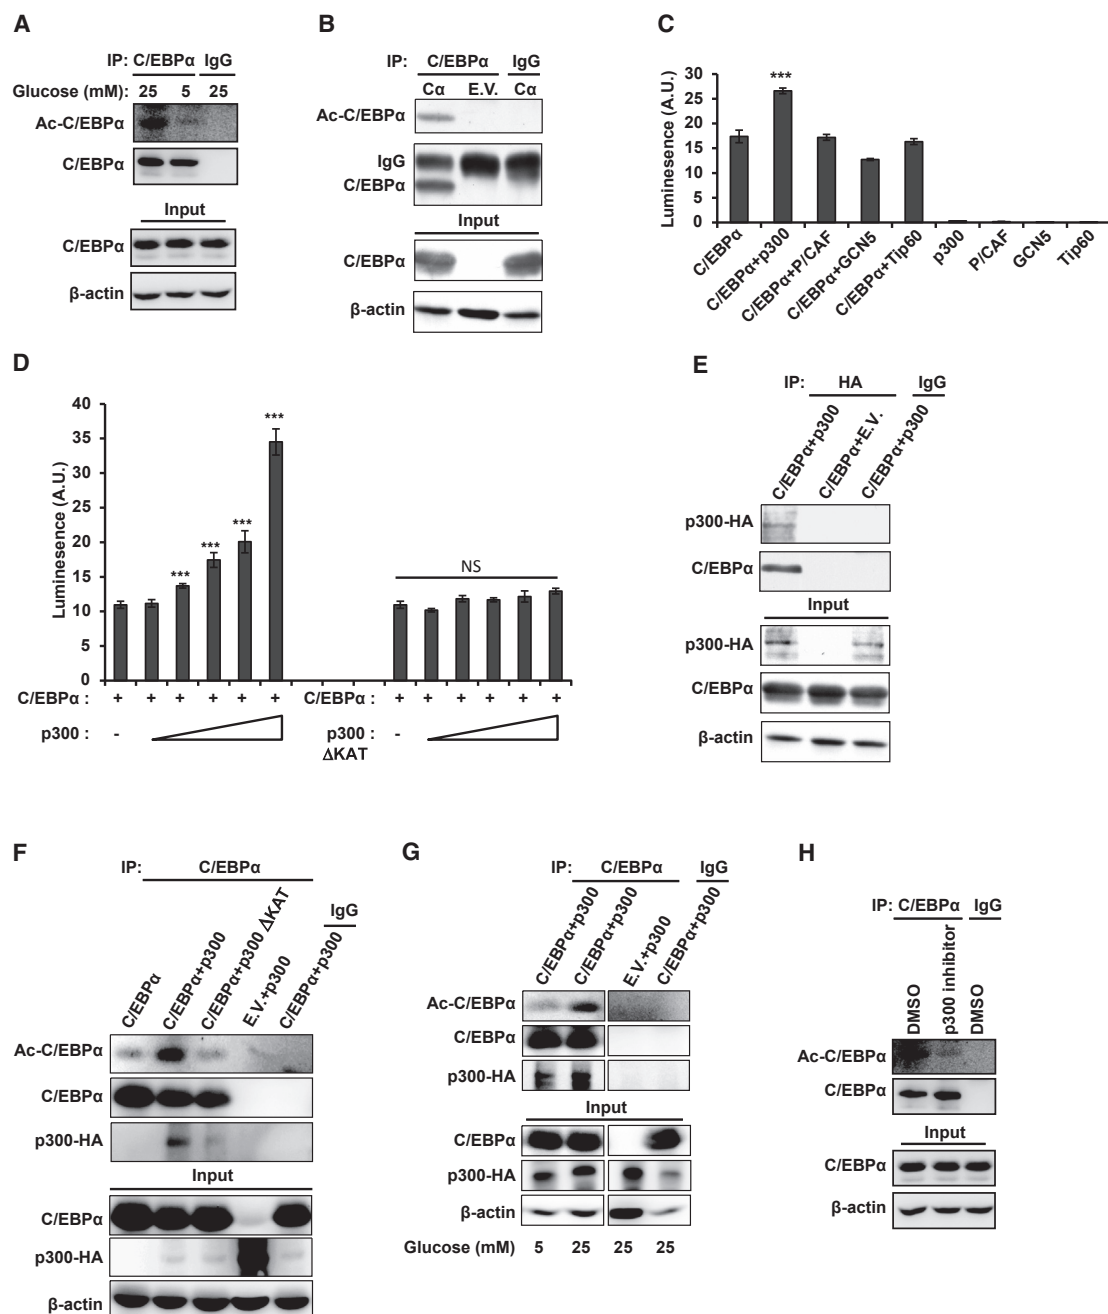 A
IP: C/EBPα IgG
Glucose (mM): 25 5 25
Ac-C/EBPα
C/EBPα
Input
C/EBPα
β-actin
B
IP: C/EBPα IgG
Cα E.V. Cα
Ac-C/EBPα
IgG
C/EBPα
Input
C/EBPα
β-actin
C
Luminesence (A.U.)
30
25
20
15
10
5
0
***
C/EBPα
C/EBPα+p300
C/EBPα+P/CAF
C/EBPα+GCN5
C/EBPα+Tip60
p300
P/CAF
GCN5
Tip60
D
Luminesence (A.U.)
40
35
30
25
20
15
10
5
0
*** *** *** ***
NS
C/EBPα : + + + + + + C/EBPα : + + + + + +
p300 : - p300 : -
ΔKAT
E
IP: HA IgG
C/EBPα+p300
C/EBPα+E.V.
C/EBPα+p300
p300-HA
C/EBPα
Input
p300-HA
C/EBPα
β-actin
F
IP: C/EBPα
IgG
C/EBPα
C/EBPα+p300
C/EBPα+p300 ΔKAT
E.V.+p300
C/EBPα+p300
Ac-C/EBPα
C/EBPα
p300-HA
Input
C/EBPα
p300-HA
β-actin
G
IP: C/EBPα IgG
C/EBPα+p300
C/EBPα+p300
E.V.+p300
C/EBPα+p300
Ac-C/EBPα
C/EBPα
p300-HA
Input
C/EBPα
p300-HA
β-actin
Glucose (mM) 5 25 25 25
H
IP: C/EBPα IgG
DMSO
p300 inhibitor
DMSO
Ac-C/EBPα
C/EBPα
Input
C/EBPα
β-actin